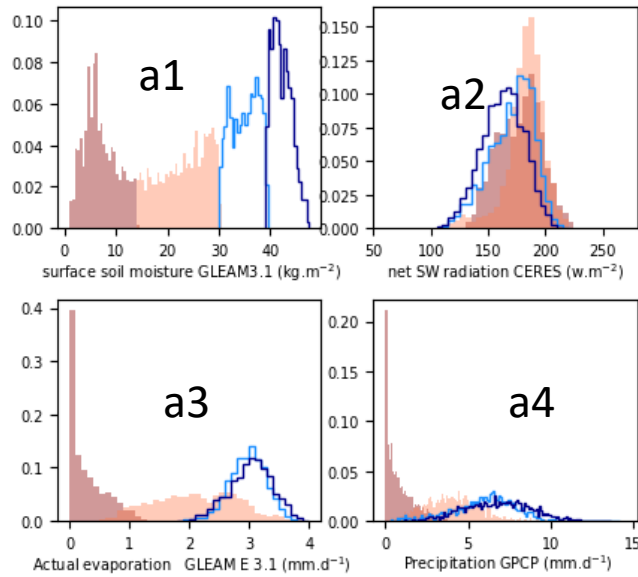 0.10
0.08
0.06
0.04
0.02
0.00
a1
0 10 20 30 40
surface soil moisture GLEAM3.1 (kg.m⁻²)
0.150
0.125
0.100
0.075
0.050
0.025
0.000
a2
50 100 150 200 250
net SW radiation CERES (w.m⁻²)
0.4
0.3
0.2
0.1
0.0
a3
0 1 2 3 4
Actual evaporation GLEAM E 3.1 (mm.d⁻¹)
0.20
0.15
0.10
0.05
0.00
a4
0 5 10 15
Precipitation GPCP (mm.d⁻¹)